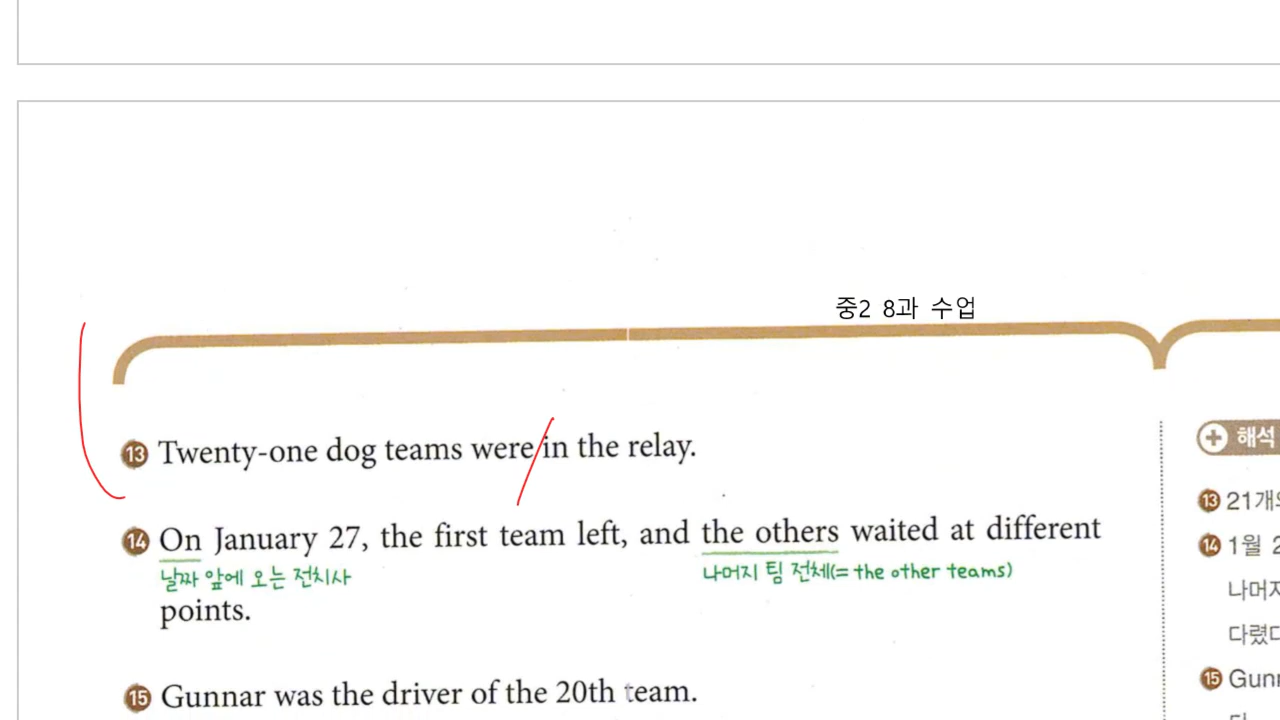 중2 8과 수업
13 Twenty-one dog teams were in the relay.
14 On January 27, the first team left, and the others waited at different
날짜 앞에 오는 전치사 나머지 팀 전체(= the other teams)
points.
15 Gunnar was the driver of the 20th team.
해석
13 21개의
14 1월 2
나머지
다렸다
15 Gunn